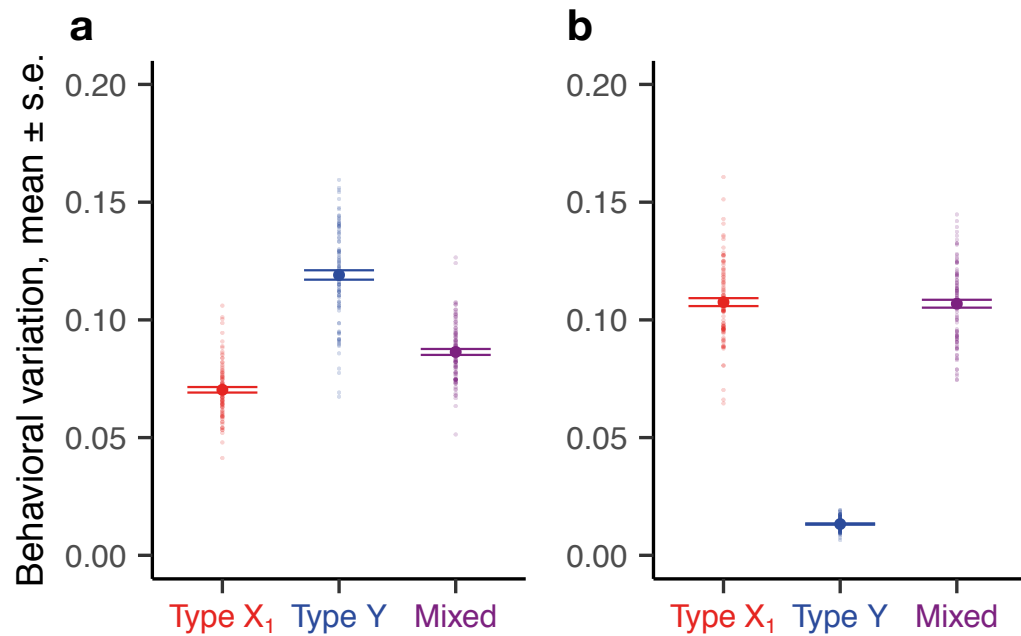 a
b
Behavioral variation, mean ± s.e.
0.20
0.15
0.10
0.05
0.00
Type X₁
Type Y
Mixed
0.20
0.15
0.10
0.05
0.00
Type X₁
Type Y
Mixed